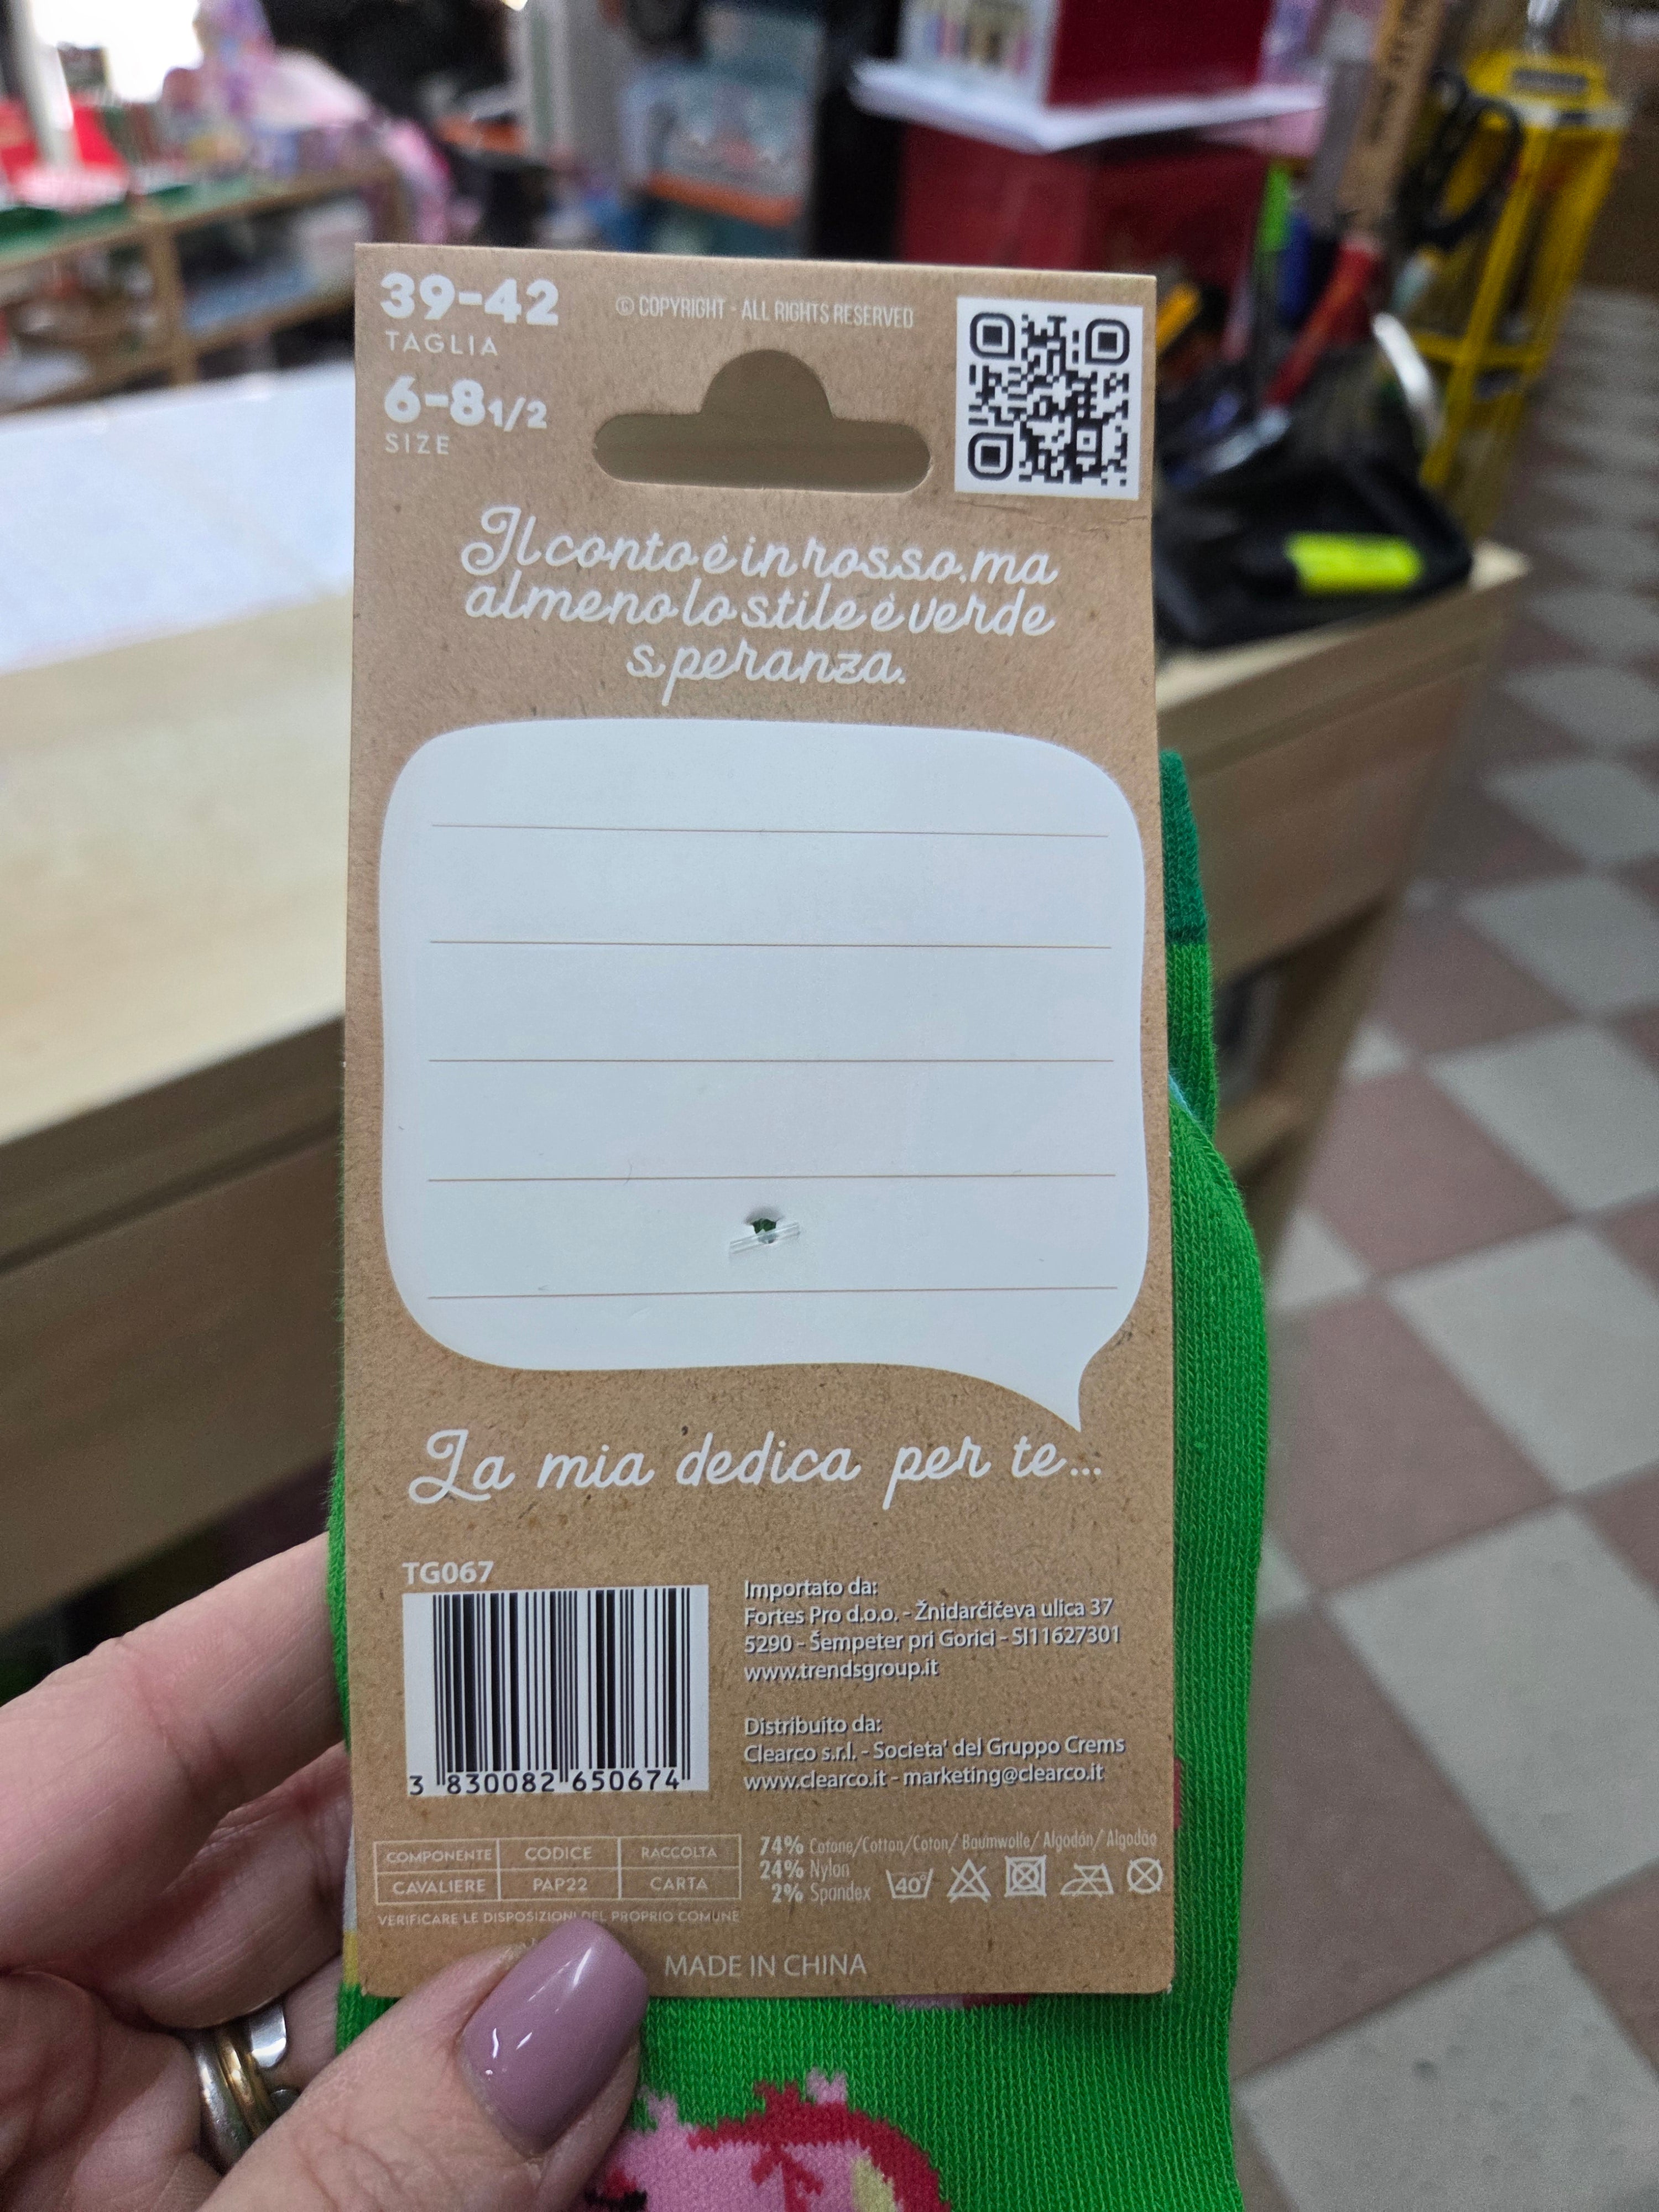 39-42
TAGLIA
6-8 1/2
SIZE
© COPYRIGHT - ALL RIGHTS RESERVED
Il conto è in rosso, ma
almeno lo stile è verde
speranza.
La mia dedica per te...
TG067
3 830082 650674
Importato da:
Fortes Pro d.o.o. - Žnidarčičeva ulica 37
5290 - Šempeter pri Gorici - SI11627301
www.trendsgroup.it
Distribuito da:
Clearco s.r.l. - Societa' del Gruppo Crems
www.clearco.it - marketing@clearco.it
COMPONENTE CODICE RACCOLTA
CAVALIERE PAP22 CARTA
VERIFICARE LE DISPOSIZIONI DEL PROPRIO COMUNE
74% Cotone/Cotton/Coton/ Baumwolle/ Algodón/ Algodão
24% Nylon
2% Spandex
40°
MADE IN CHINA